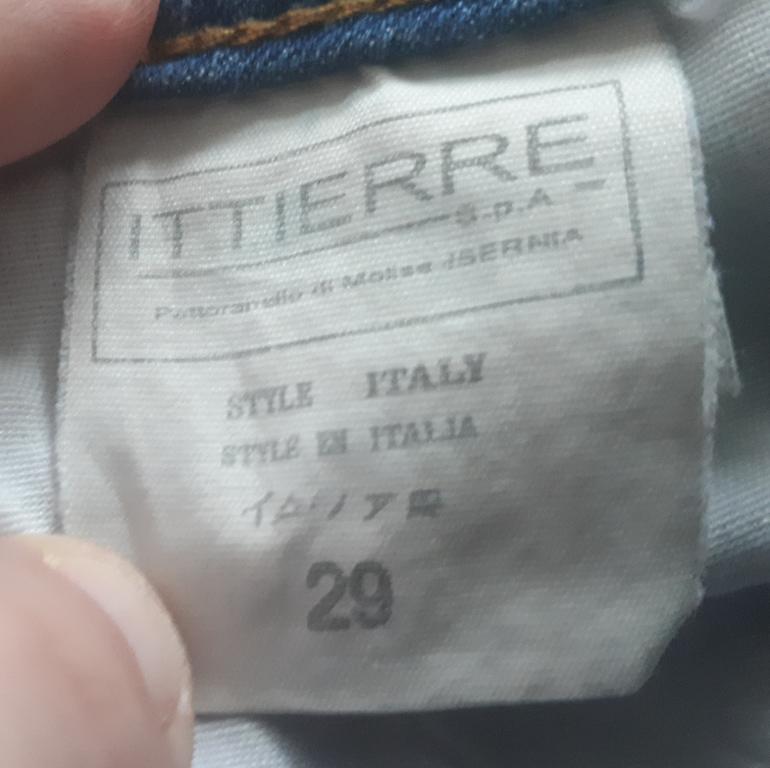 ITTIERRE
S.p.A
Pettoranello di Molise ISERNIA
STYLE ITALY
STYLE EN ITALIA
29